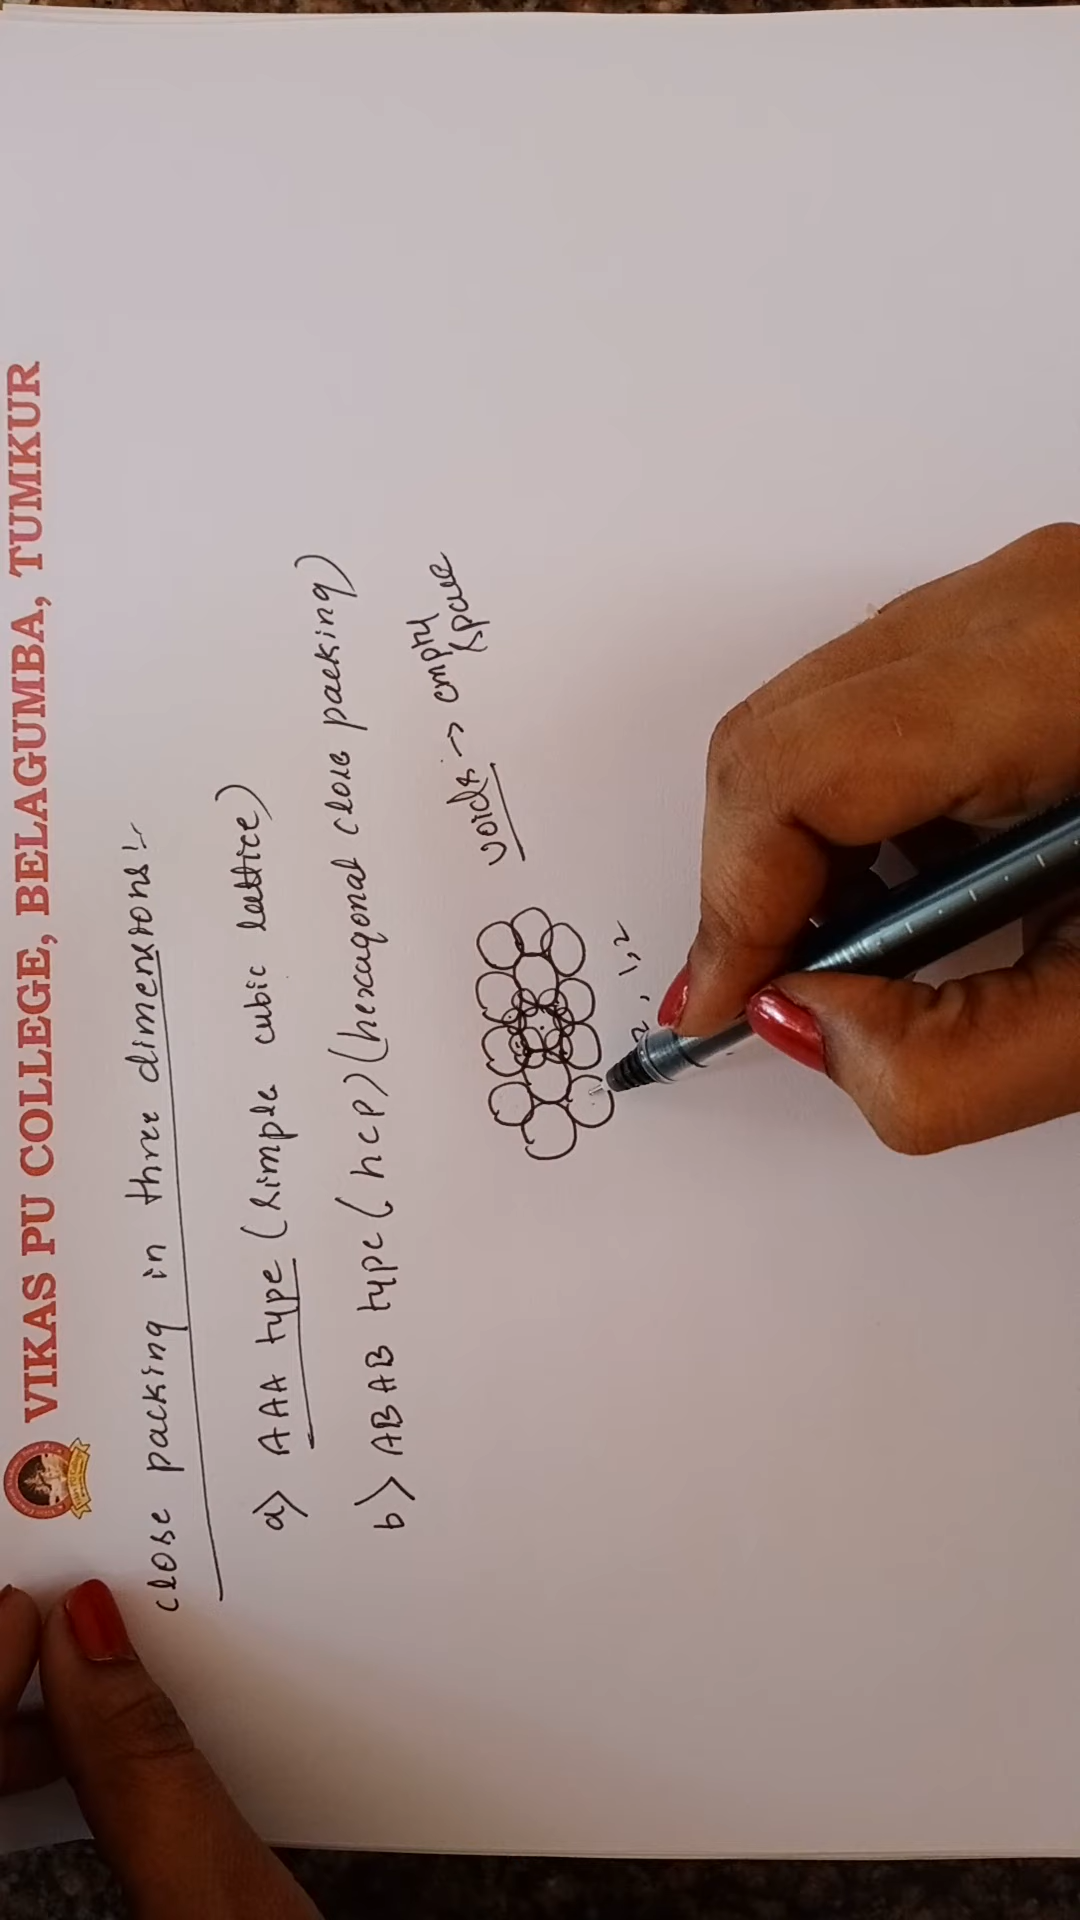 VIKAS PU COLLEGE, BELAGUMBA, TUMKUR
close packing in three dimensions:-
a) AAA type (simple cubic lattice)
b) ABAB type (hcp) (hexagonal close packing)
voids → empty
space
2, 1,2